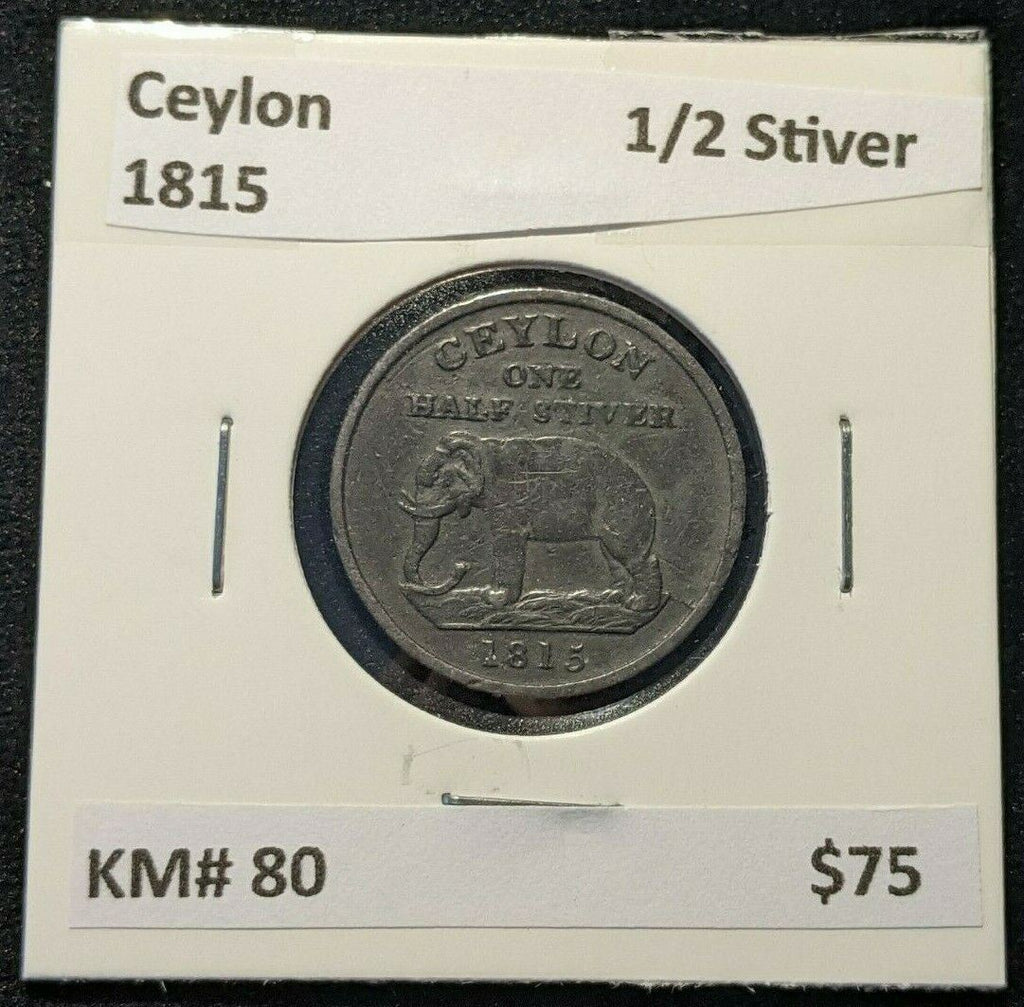 Ceylon
1/2 Stiver
1815
CEYLON
ONE
HALF STIVER
1815
KM# 80
$75